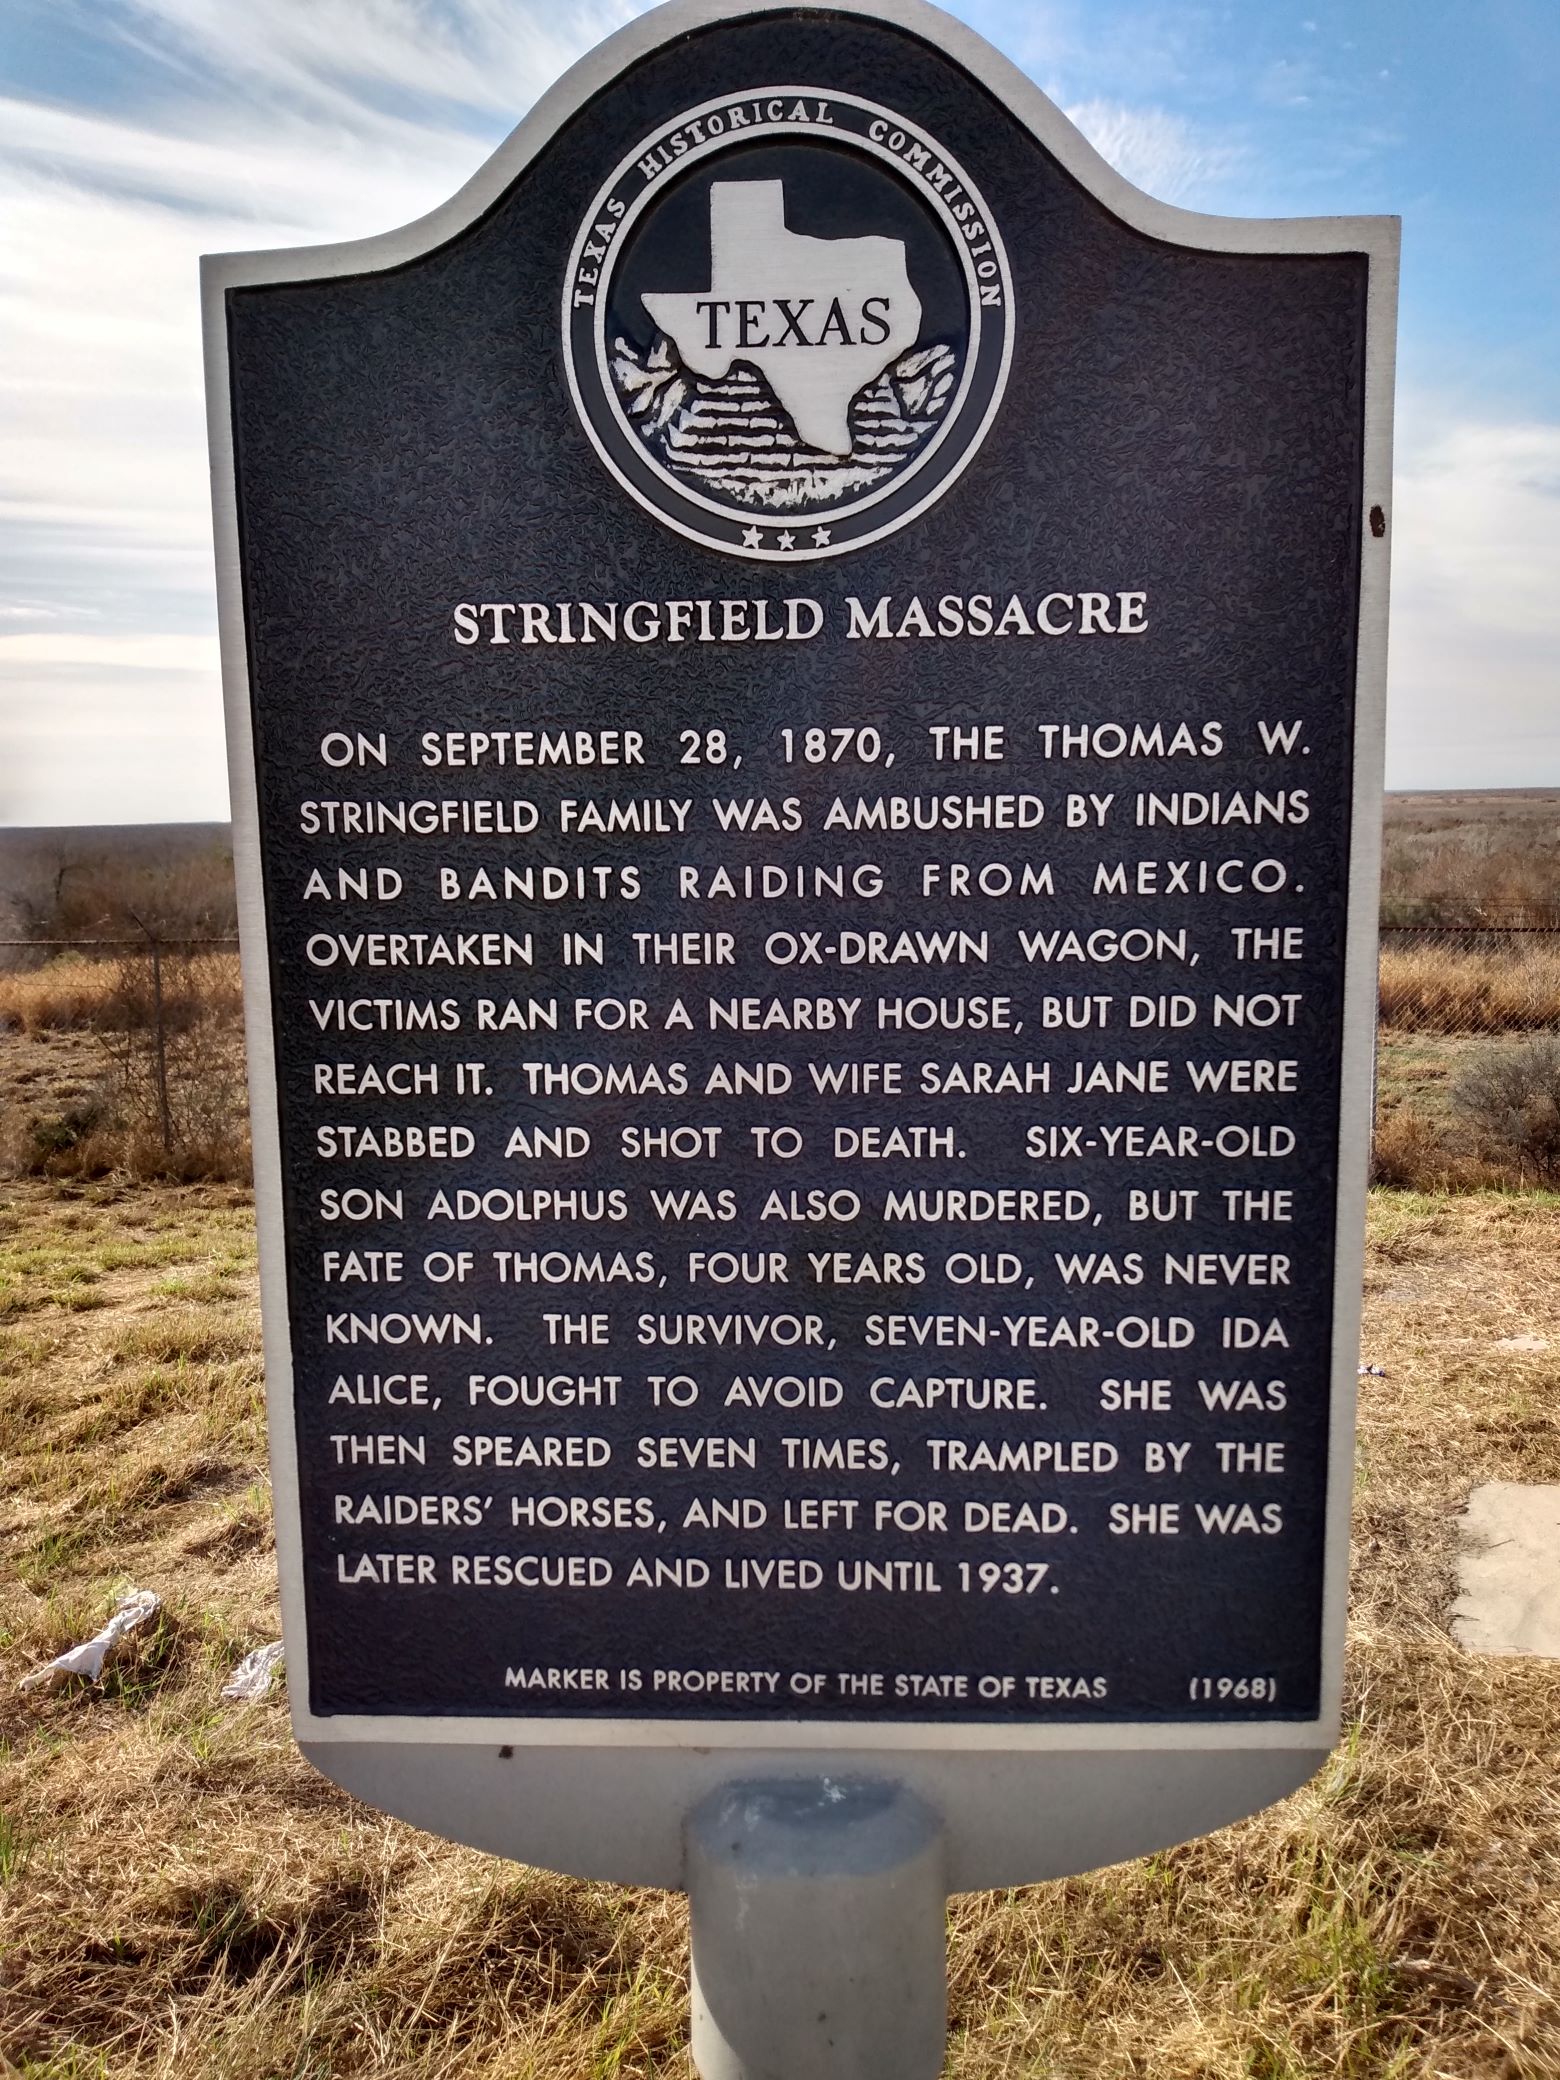 TEXAS HISTORICAL COMMISSION
TEXAS
STRINGFIELD MASSACRE
ON SEPTEMBER 28, 1870, THE THOMAS W.
STRINGFIELD FAMILY WAS AMBUSHED BY INDIANS
AND BANDITS RAIDING FROM MEXICO.
OVERTAKEN IN THEIR OX-DRAWN WAGON, THE
VICTIMS RAN FOR A NEARBY HOUSE, BUT DID NOT
REACH IT. THOMAS AND WIFE SARAH JANE WERE
STABBED AND SHOT TO DEATH. SIX-YEAR-OLD
SON ADOLPHUS WAS ALSO MURDERED, BUT THE
FATE OF THOMAS, FOUR YEARS OLD, WAS NEVER
KNOWN. THE SURVIVOR, SEVEN-YEAR-OLD IDA
ALICE, FOUGHT TO AVOID CAPTURE. SHE WAS
THEN SPEARED SEVEN TIMES, TRAMPLED BY THE
RAIDERS' HORSES, AND LEFT FOR DEAD. SHE WAS
LATER RESCUED AND LIVED UNTIL 1937.
MARKER IS PROPERTY OF THE STATE OF TEXAS (1968)